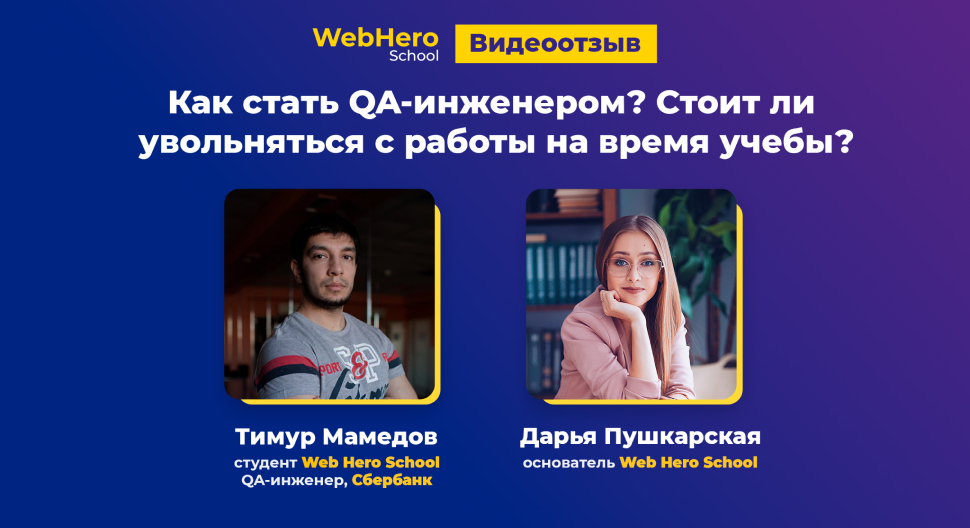 WebHero
School
Видеоотзыв
Как стать QA-инженером? Стоит ли
увольняться с работы на время учебы?
Тимур Мамедов
студент Web Hero School
QA-инженер, Сбербанк
Дарья Пушкарская
основатель Web Hero School